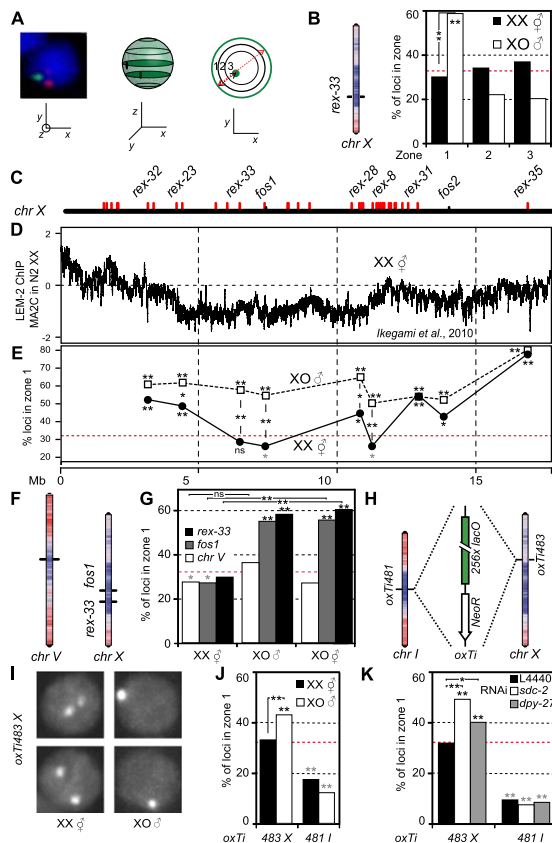 A
y
z
x
z
y
x
1 2 3
y
x
B
rex-33
chr X
% of loci in zone
60
40
20
0
XX ⚥
XO ♂
**
**
Zone 1 2 3
C
rex-32
rex-23
rex-33
fos1
rex-28
rex-8
rex-31
fos2
rex-35
chr X
D
LEM-2 ChIP
MA2C in N2 XX
2
0
-2
XX ⚥
Ikegami et al., 2010
E
% loci in zone 1
80
70
60
50
40
30
20
XO ♂
XX ⚥
** ** ** ** ** ** ** ** **
** * ** ** * * ** ** **
** ** ns * * * *
Mb 5 10 15
F
fos1
rex-33
chr V
chr X
G
% of loci in zone 1
60
40
20
0
ns
**
**
rex-33
fos1
chr V
* *
** **
** **
XX ⚥ XO ♂ XO ⚥
H
oxTi481
chr I
256x lacO
NeoR
oxTi
oxTi483
chr X
I
oxTi483 X
XX ⚥
XO ♂
J
% of loci in zone 1
60
40
20
0
XX ⚥
XO ♂
**
**
**
**
oxTi 483 X 481 I
K
% of loci in zone 1
60
40
20
0
RNAi
L4440
sdc-2
dpy-27
*
**
**
**
** ** **
oxTi 483 X 481 I